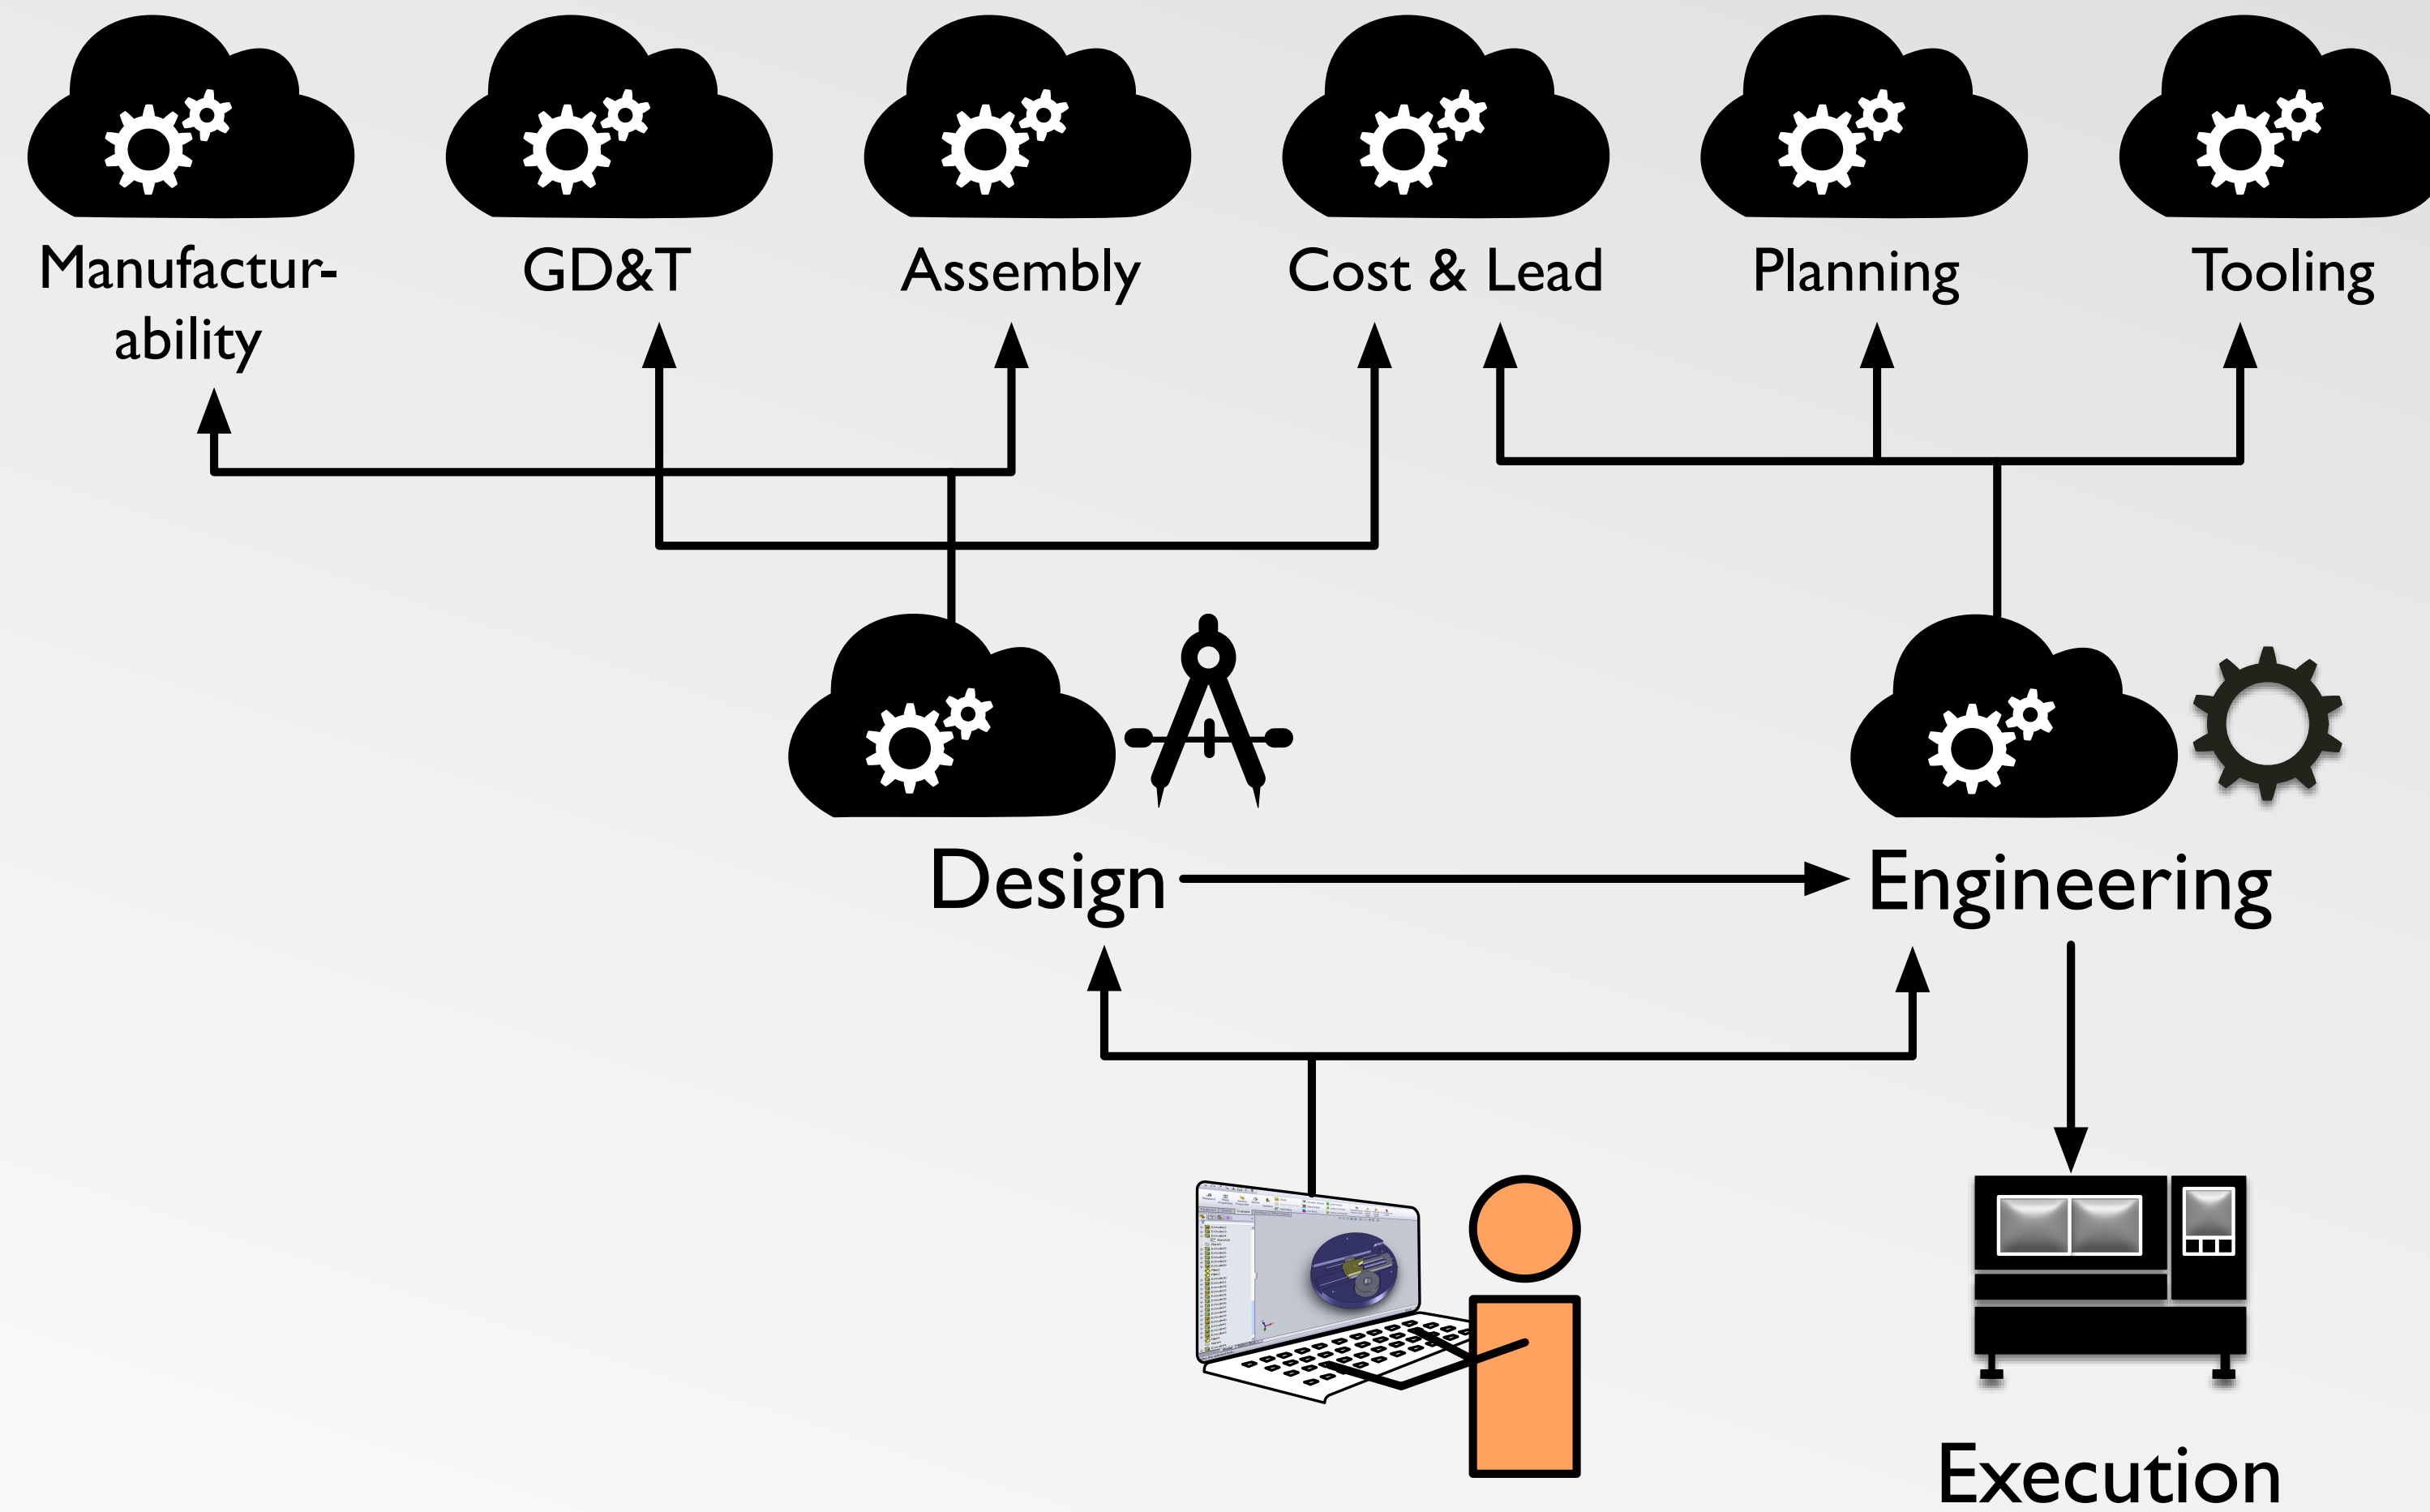 Manufactur-
ability
GD&T
Assembly
Cost & Lead
Planning
Tooling
Design
Engineering
Execution